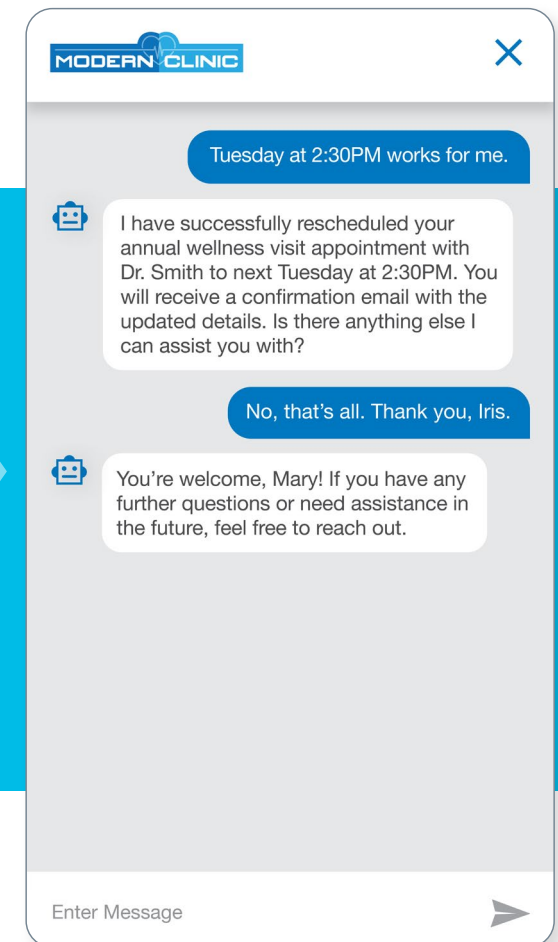 MODERN CLINIC
Tuesday at 2:30PM works for me.
I have successfully rescheduled your
annual wellness visit appointment with
Dr. Smith to next Tuesday at 2:30PM. You
will receive a confirmation email with the
updated details. Is there anything else I
can assist you with?
No, that’s all. Thank you, Iris.
You’re welcome, Mary! If you have any
further questions or need assistance in
the future, feel free to reach out.
Enter Message